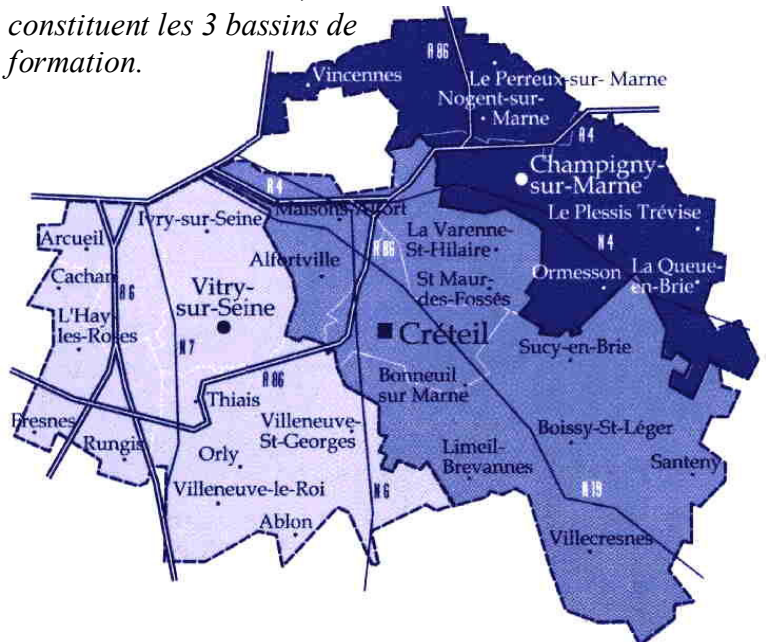 constituent les 3 bassins de
formation.
Vincennes
A 86
Le Perreux-sur- Marne
Nogent-sur-
Marne
A 4
Champigny-
sur-Marne
A 4
Ivry-sur-Seine
Maisons-Alfort
Le Plessis Trévise
Arcueil
La Varenne-
St-Hilaire
N 4
A 86
Cachan
Alfortville
Ormesson
La Queue-
en-Brie
A 6
Vitry-
sur-Seine
St Maur-
des-Fossés
L'Hay
les-Roses
Créteil
N 7
Sucy-en-Brie
A 86
Bonneuil
sur Marne
Thiais
Fresnes
Villeneuve-
St-Georges
Boissy-St-Léger
Rungis
Orly
Limeil-
Brevannes
Santeny
Villeneuve-le-Roi
N 6
N 19
Ablon
Villecresnes